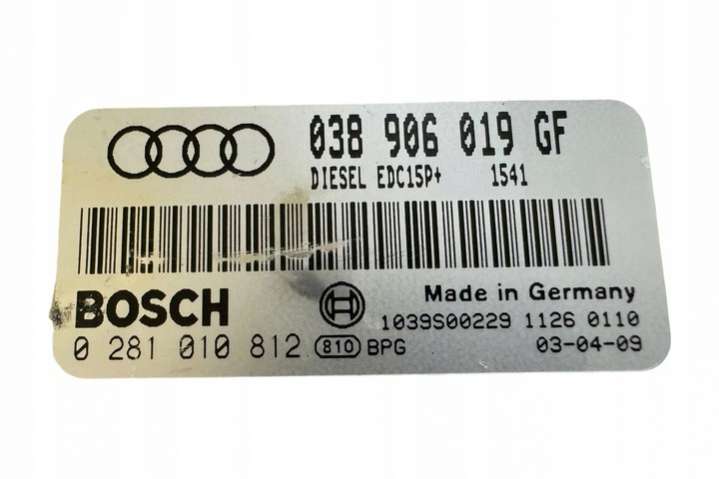 038 906 019 GF
DIESEL EDC15P+ 1541
BOSCH
Made in Germany
1039S00229 1126 0110
0 281 010 812 810 BPG 03-04-09